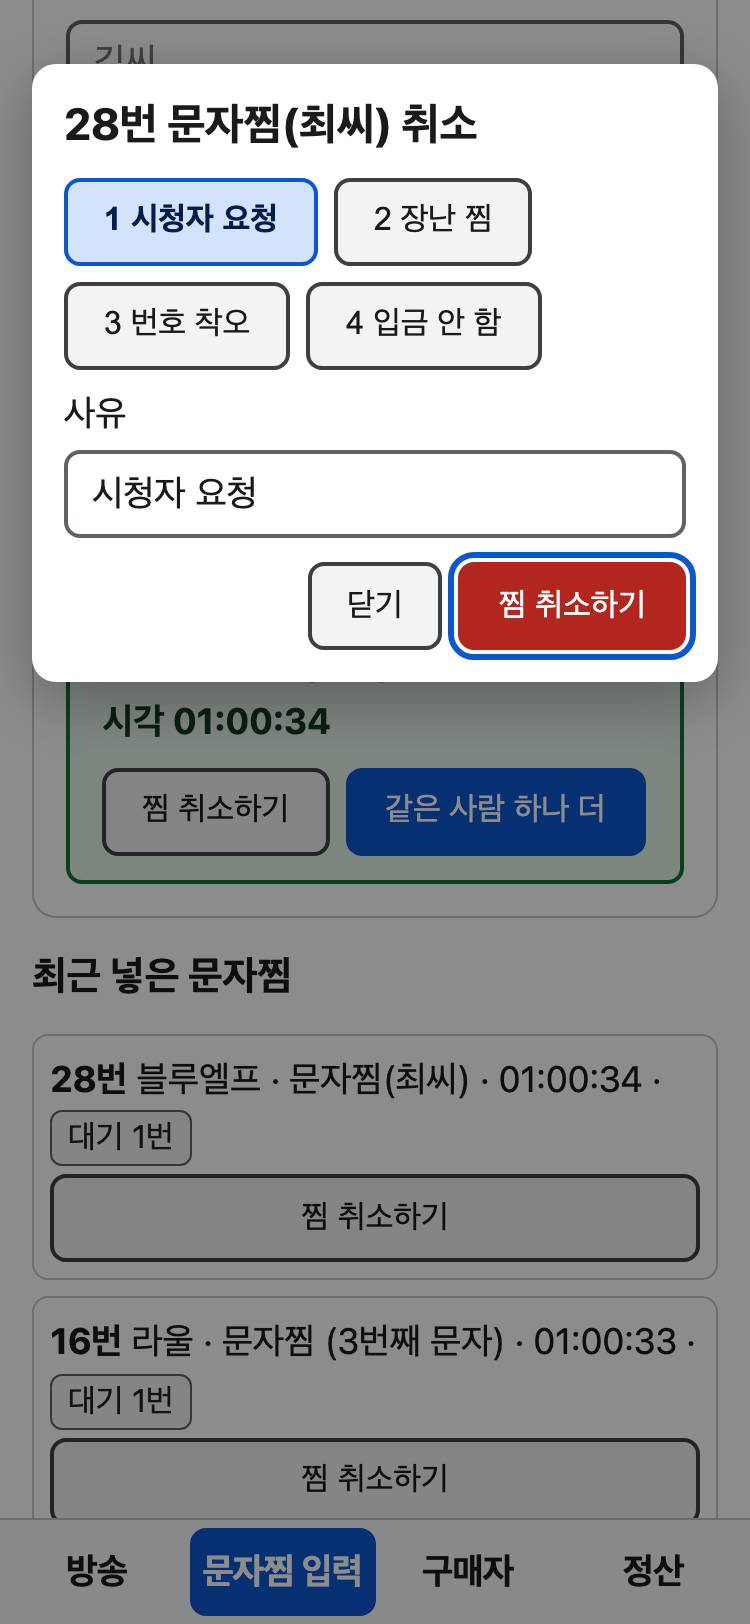 28번 문자찜(최씨) 취소
1 시청자 요청
2 장난 찜
3 번호 착오
4 입금 안 함
사유
시청자 요청
닫기
찜 취소하기
시각 01:00:34
찜 취소하기
같은 사람 하나 더
최근 넣은 문자찜
28번 블루엘프 · 문자찜(최씨) · 01:00:34 ·
대기 1번
찜 취소하기
16번 라울 · 문자찜 (3번째 문자) · 01:00:33 ·
대기 1번
찜 취소하기
방송
문자찜 입력
구매자
정산